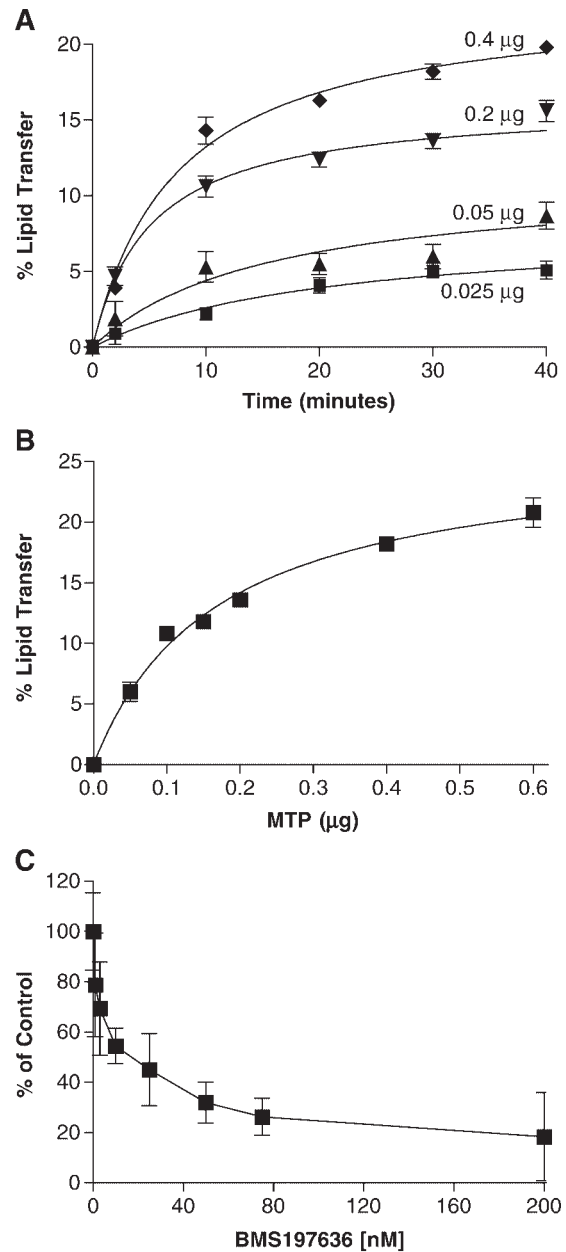 A
20
15
10
5
0
% Lipid Transfer
0.4 µg
0.2 µg
0.05 µg
0.025 µg
0 10 20 30 40
Time (minutes)
B
25
20
15
10
5
0
% Lipid Transfer
0.0 0.1 0.2 0.3 0.4 0.5 0.6
MTP (µg)
C
120
100
80
60
40
20
0
% of Control
0 40 80 120 160 200
BMS197636 [nM]